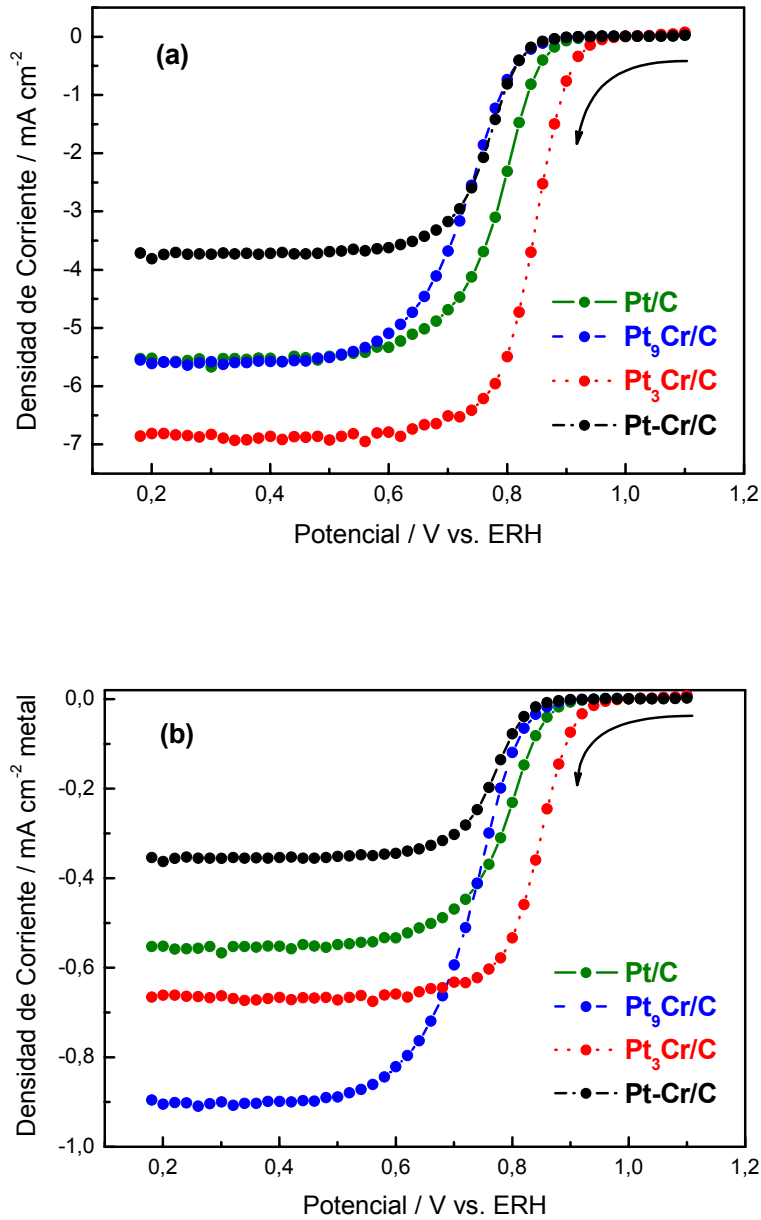 (a)
0
-1
-2
-3
-4
-5
-6
-7
Densidad de Corriente / mA cm⁻²
Pt/C
Pt₉Cr/C
Pt₃Cr/C
Pt-Cr/C
0,2 0,4 0,6 0,8 1,0 1,2
Potencial / V vs. ERH
(b)
0,0
-0,2
-0,4
-0,6
-0,8
-1,0
Densidad de Corriente / mA cm⁻² metal
Pt/C
Pt₉Cr/C
Pt₃Cr/C
Pt-Cr/C
0,2 0,4 0,6 0,8 1,0 1,2
Potencial / V vs. ERH